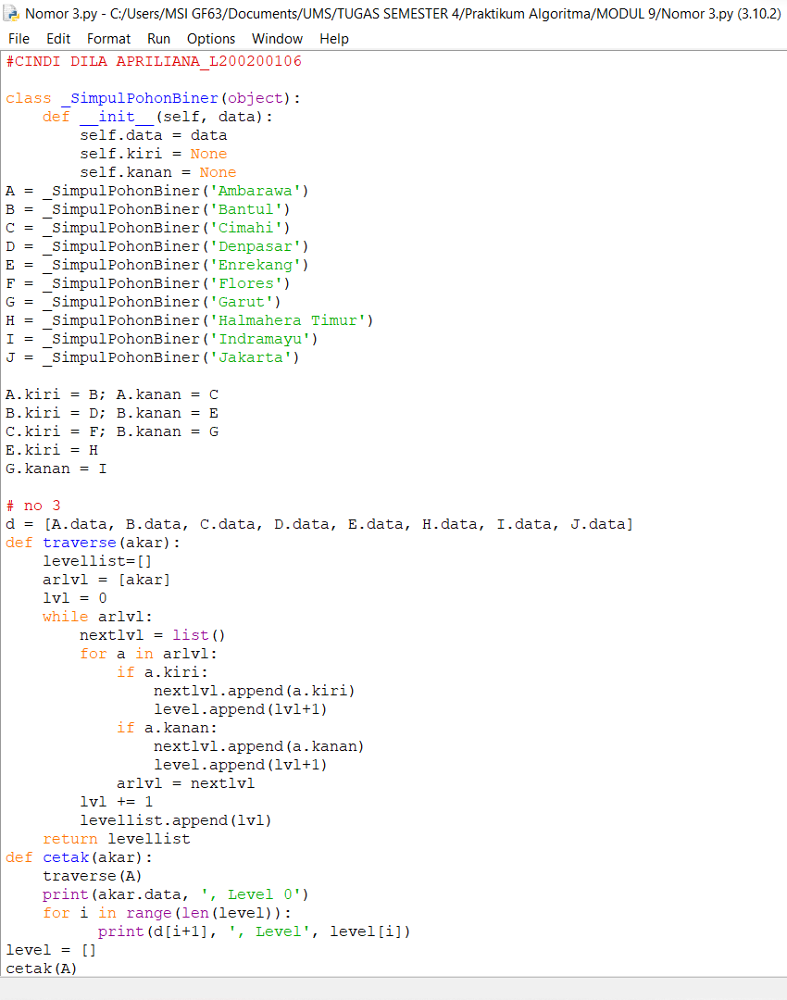 Nomor 3.py - C:/Users/MSI GF63/Documents/UMS/TUGAS SEMESTER 4/Praktikum Algoritma/MODUL 9/Nomor 3.py (3.10.2)
File Edit Format Run Options Window Help
#CINDI DILA APRILIANA_L200200106
class _SimpulPohonBiner(object):
    def __init__(self, data):
        self.data = data
        self.kiri = None
        self.kanan = None
A = _SimpulPohonBiner('Ambarawa')
B = _SimpulPohonBiner('Bantul')
C = _SimpulPohonBiner('Cimahi')
D = _SimpulPohonBiner('Denpasar')
E = _SimpulPohonBiner('Enrekang')
F = _SimpulPohonBiner('Flores')
G = _SimpulPohonBiner('Garut')
H = _SimpulPohonBiner('Halmahera Timur')
I = _SimpulPohonBiner('Indramayu')
J = _SimpulPohonBiner('Jakarta')
A.kiri = B; A.kanan = C
B.kiri = D; B.kanan = E
C.kiri = F; B.kanan = G
E.kiri = H
G.kanan = I
# no 3
d = [A.data, B.data, C.data, D.data, E.data, H.data, I.data, J.data]
def traverse(akar):
    levellist=[]
    arlvl = [akar]
    lvl = 0
    while arlvl:
        nextlvl = list()
        for a in arlvl:
            if a.kiri:
                nextlvl.append(a.kiri)
                level.append(lvl+1)
            if a.kanan:
                nextlvl.append(a.kanan)
                level.append(lvl+1)
            arlvl = nextlvl
        lvl += 1
        levellist.append(lvl)
    return levellist
def cetak(akar):
    traverse(A)
    print(akar.data, ', Level 0')
    for i in range(len(level)):
          print(d[i+1], ', Level', level[i])
level = []
cetak(A)